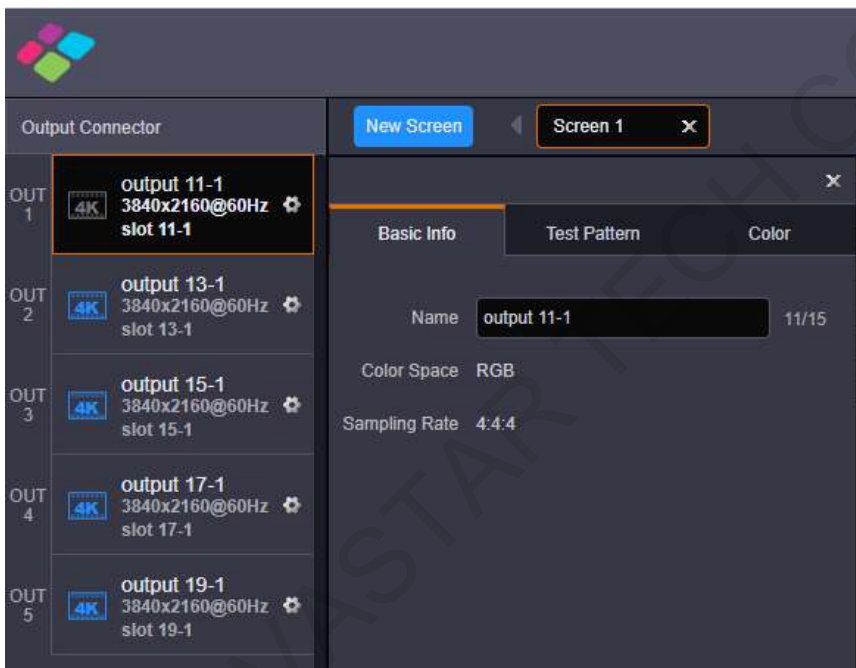 Output Connector
New Screen
Screen 1
×
OUT
1
4K
output 11-1
3840x2160@60Hz
slot 11-1
OUT
2
4K
output 13-1
3840x2160@60Hz
slot 13-1
OUT
3
4K
output 15-1
3840x2160@60Hz
slot 15-1
OUT
4
4K
output 17-1
3840x2160@60Hz
slot 17-1
OUT
5
4K
output 19-1
3840x2160@60Hz
slot 19-1
×
Basic Info
Test Pattern
Color
Name output 11-1 11/15
Color Space RGB
Sampling Rate 4:4:4
VASTAR TECH CO